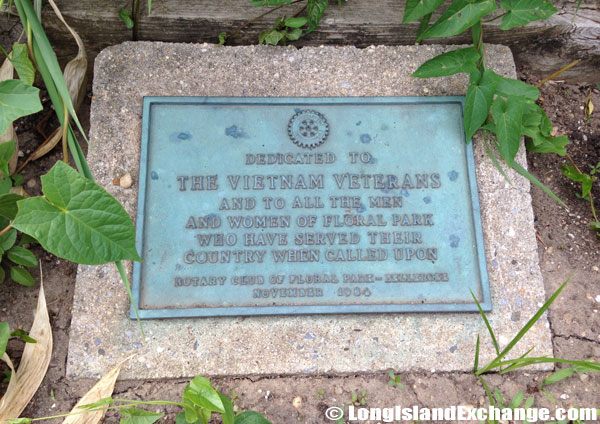 DEDICATED TO
THE VIETNAM VETERANS
AND TO ALL THE MEN
AND WOMEN OF FLORAL PARK
WHO HAVE SERVED THEIR
COUNTRY WHEN CALLED UPON
ROTARY CLUB OF FLORAL PARK-BELLEROSE
NOVEMBER 1984
© LongIslandExchange.com®